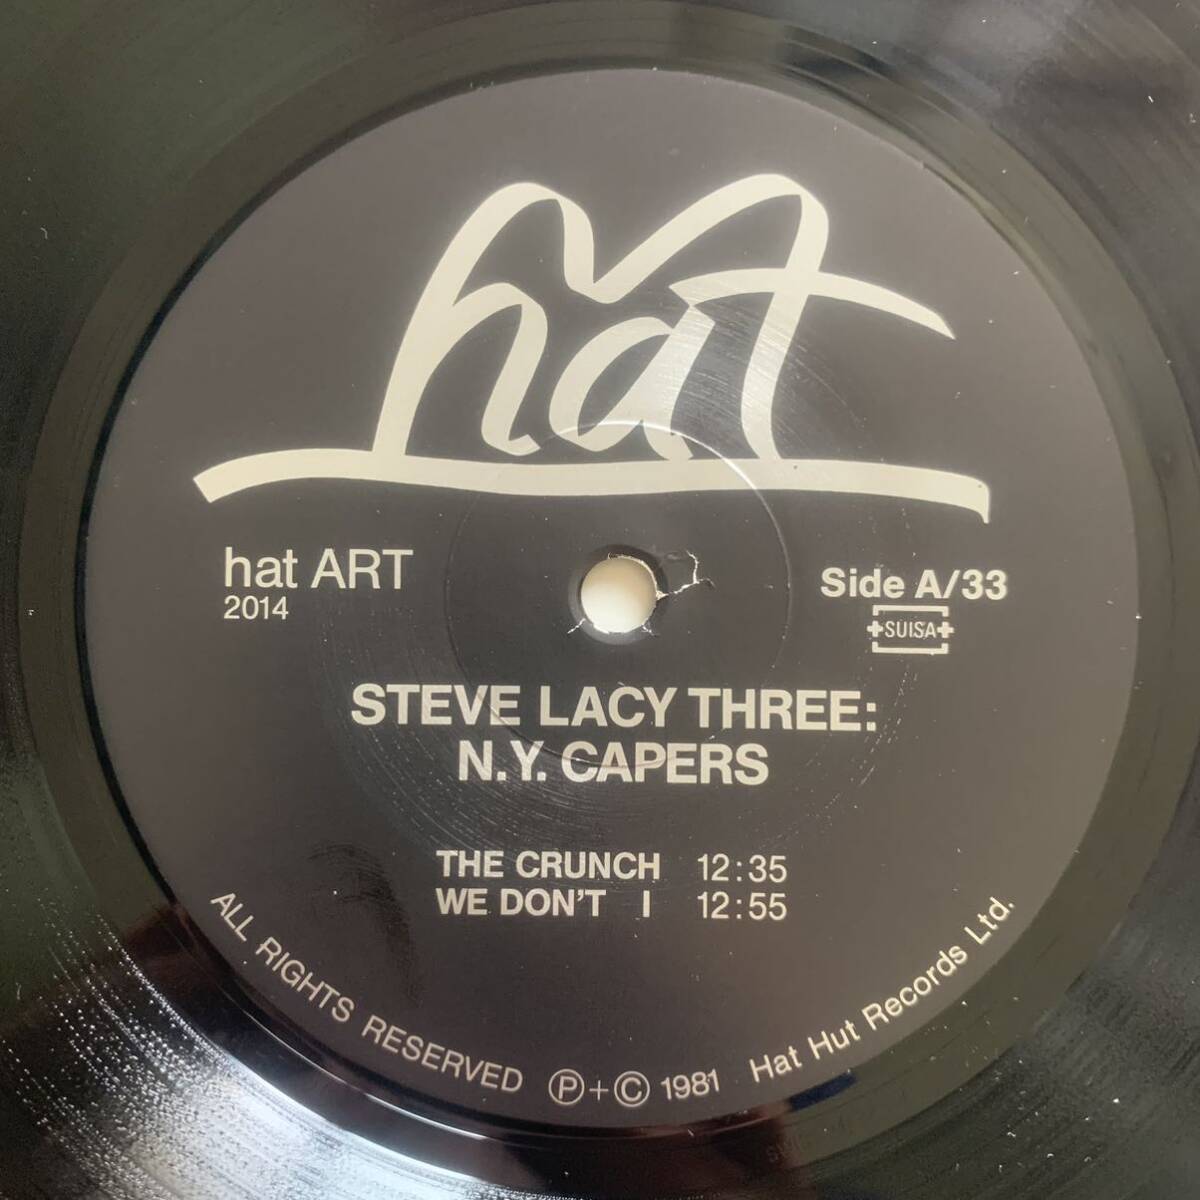 hat
hat ART
2014
Side A/33
SUISA
STEVE LACY THREE:
N.Y. CAPERS
THE CRUNCH 12:35
WE DON'T I 12:55
ALL RIGHTS RESERVED Ⓟ+© 1981 Hat Hut Records Ltd.